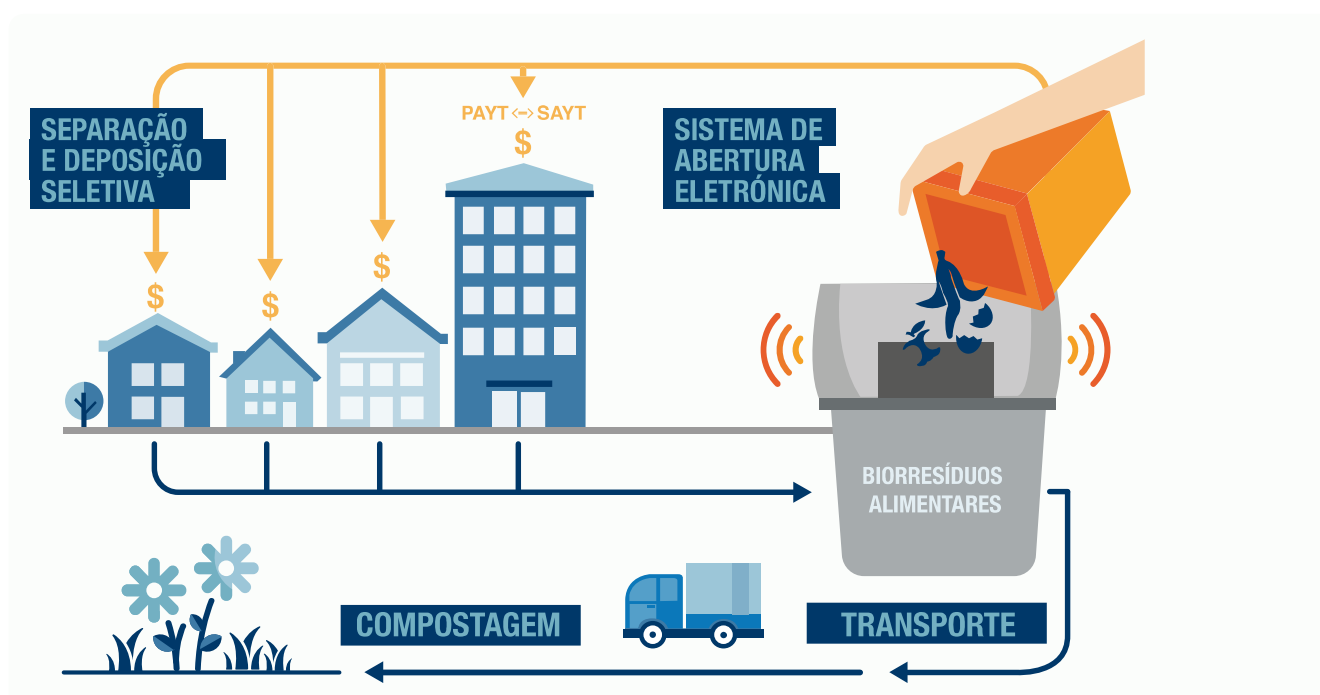 SEPARAÇÃO
E DEPOSIÇÃO
SELETIVA
PAYT <--> SAYT
$
$
$
$
SISTEMA DE
ABERTURA
ELETRÓNICA
BIORRESÍDUOS
ALIMENTARES
COMPOSTAGEM
TRANSPORTE